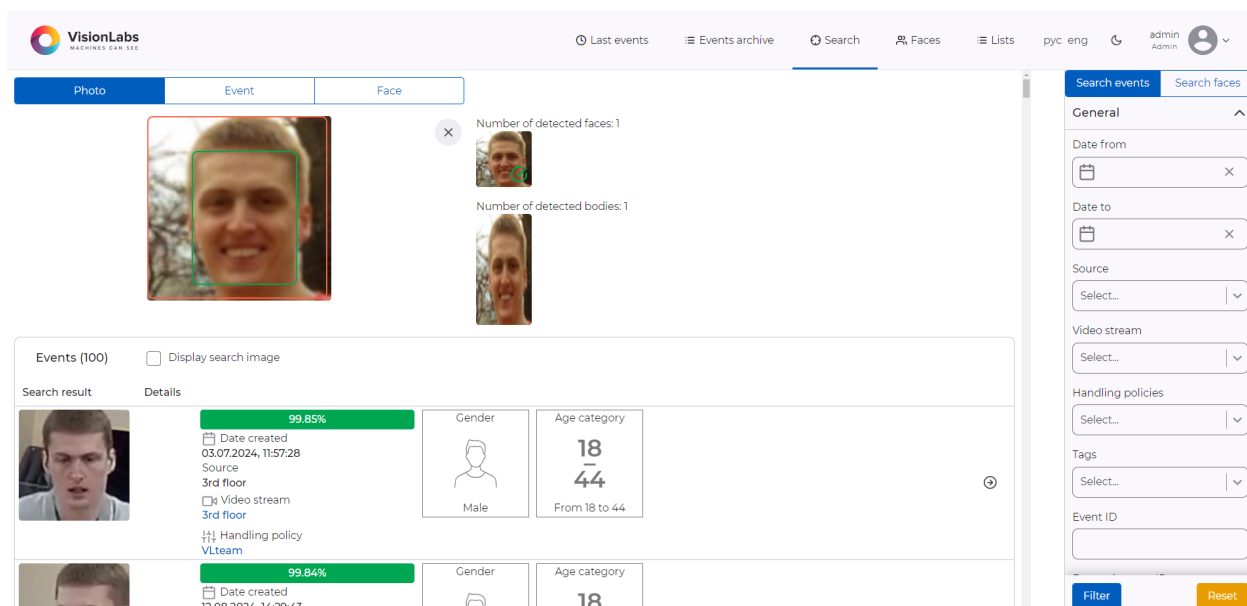 VisionLabs
MACHINES CAN SEE
Last events
Events archive
Search
Faces
Lists
рус eng
admin
Admin
Photo
Event
Face
Number of detected faces: 1
Number of detected bodies: 1
Events (100)
Display search image
Search result
Details
99.85%
Date created
03.07.2024, 11:57:28
Source
3rd floor
Video stream
3rd floor
Handling policy
VLteam
Gender
Male
Age category
18
44
From 18 to 44
99.84%
Date created
Gender
Age category
18
Search events
Search faces
General
Date from
Date to
Source
Select...
Video stream
Select...
Handling policies
Select...
Tags
Select...
Event ID
Filter
Reset